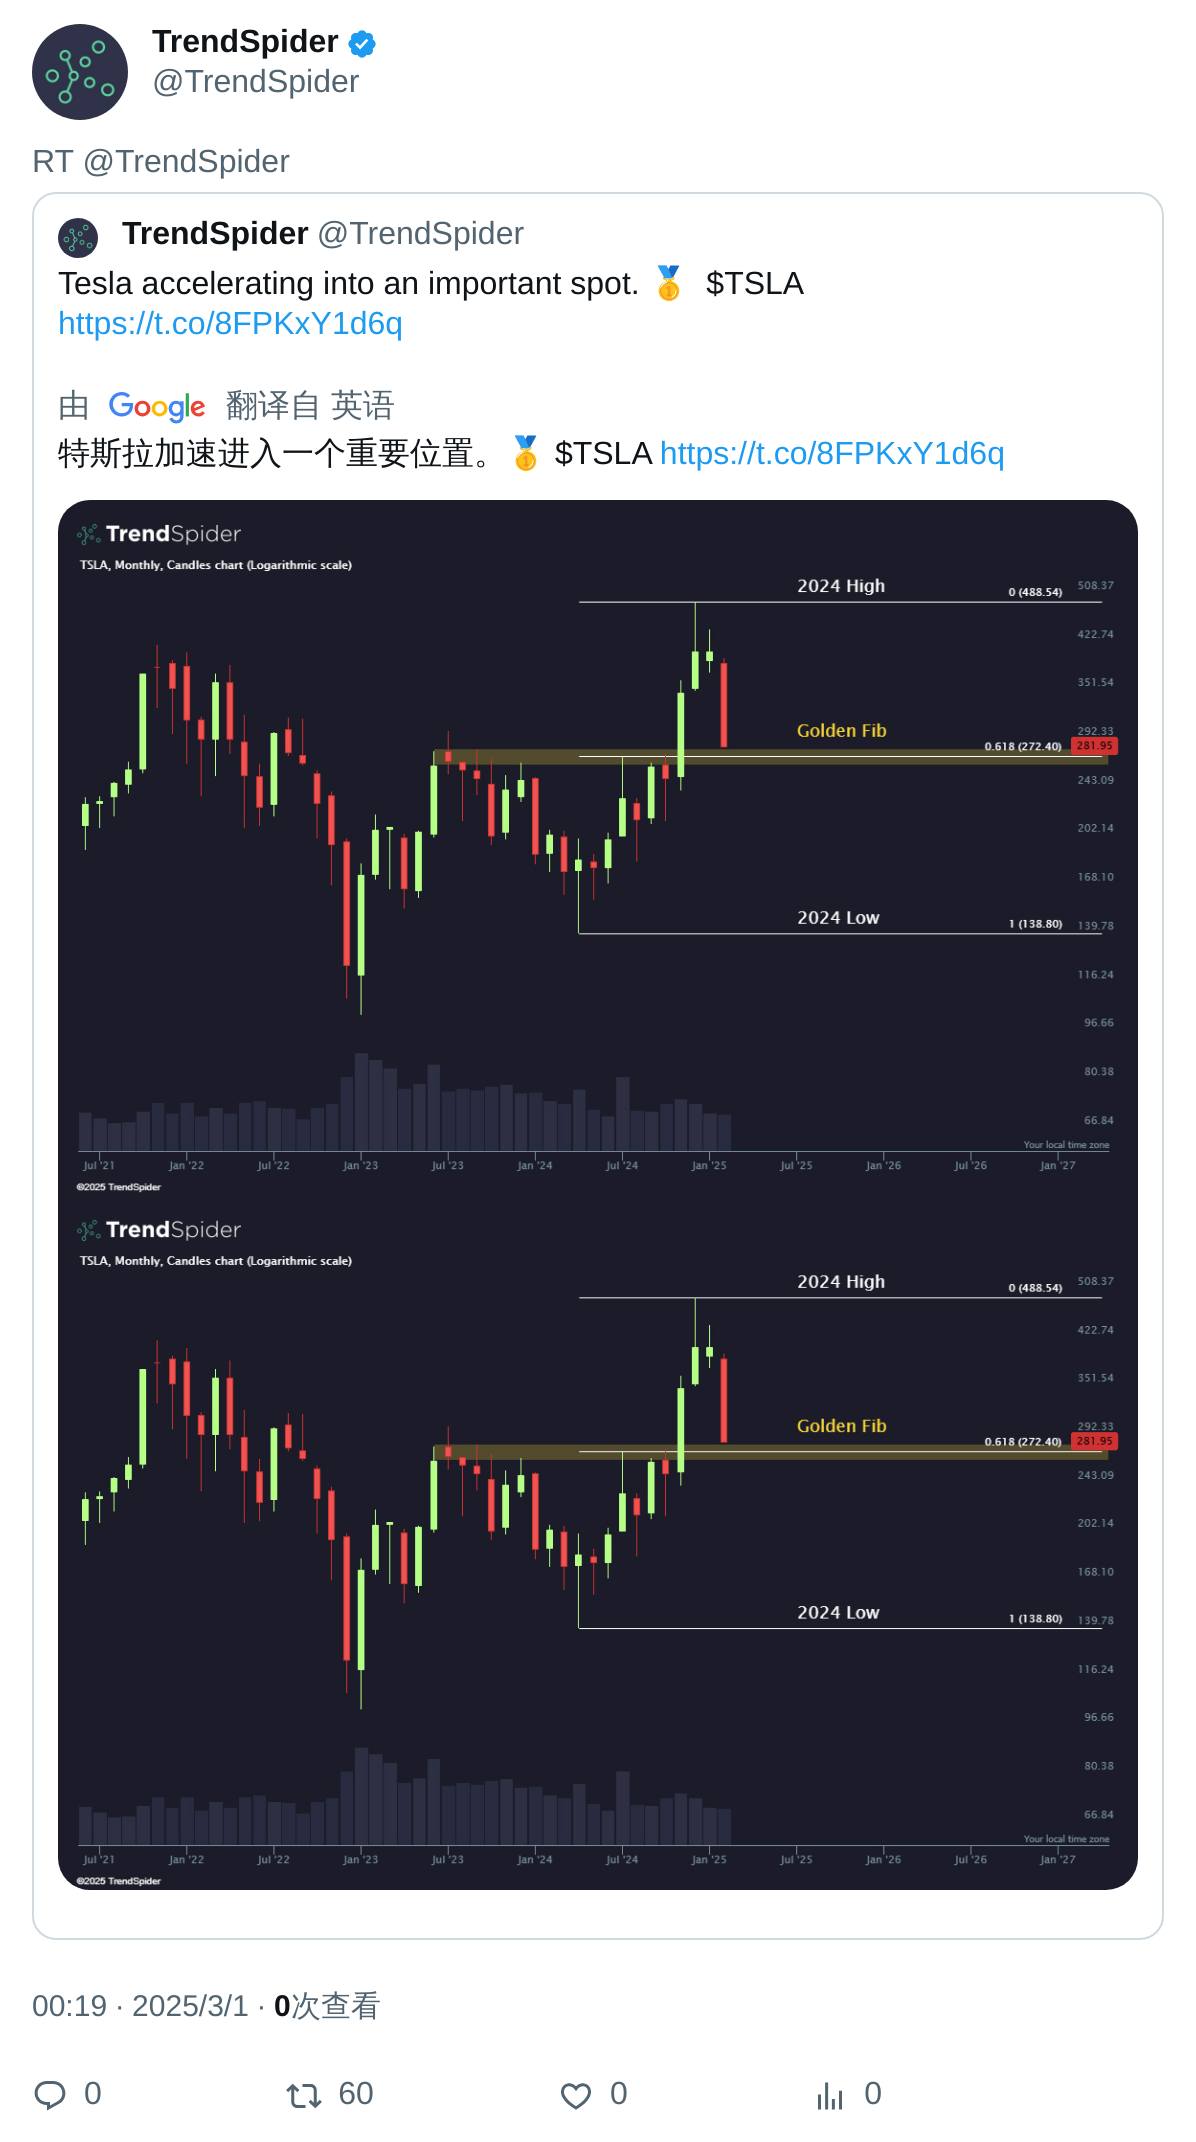 TrendSpider
@TrendSpider
RT @TrendSpider
TrendSpider @TrendSpider
Tesla accelerating into an important spot. 🥇 $TSLA
https://t.co/8FPKxY1d6q
由 Google 翻译自 英语
特斯拉加速进入一个重要位置。🥇 $TSLA https://t.co/8FPKxY1d6q
TrendSpider
TSLA, Monthly, Candles chart (Logarithmic scale)
2024 High
0 (488.54)
508.37
422.74
351.54
292.33
Golden Fib
0.618 (272.40)
281.95
243.09
202.14
168.10
2024 Low
1 (138.80)
139.78
116.24
96.66
80.38
66.84
Your local time zone
Jul '21 Jan '22 Jul '22 Jan '23 Jul '23 Jan '24 Jul '24 Jan '25 Jul '25 Jan '26 Jul '26 Jan '27
©2025 TrendSpider
TrendSpider
TSLA, Monthly, Candles chart (Logarithmic scale)
2024 High
0 (488.54)
508.37
422.74
351.54
292.33
Golden Fib
0.618 (272.40)
281.95
243.09
202.14
168.10
2024 Low
1 (138.80)
139.78
116.24
96.66
80.38
66.84
Your local time zone
Jul '21 Jan '22 Jul '22 Jan '23 Jul '23 Jan '24 Jul '24 Jan '25 Jul '25 Jan '26 Jul '26 Jan '27
©2025 TrendSpider
00:19 · 2025/3/1 · 0次查看
0 60 0 0